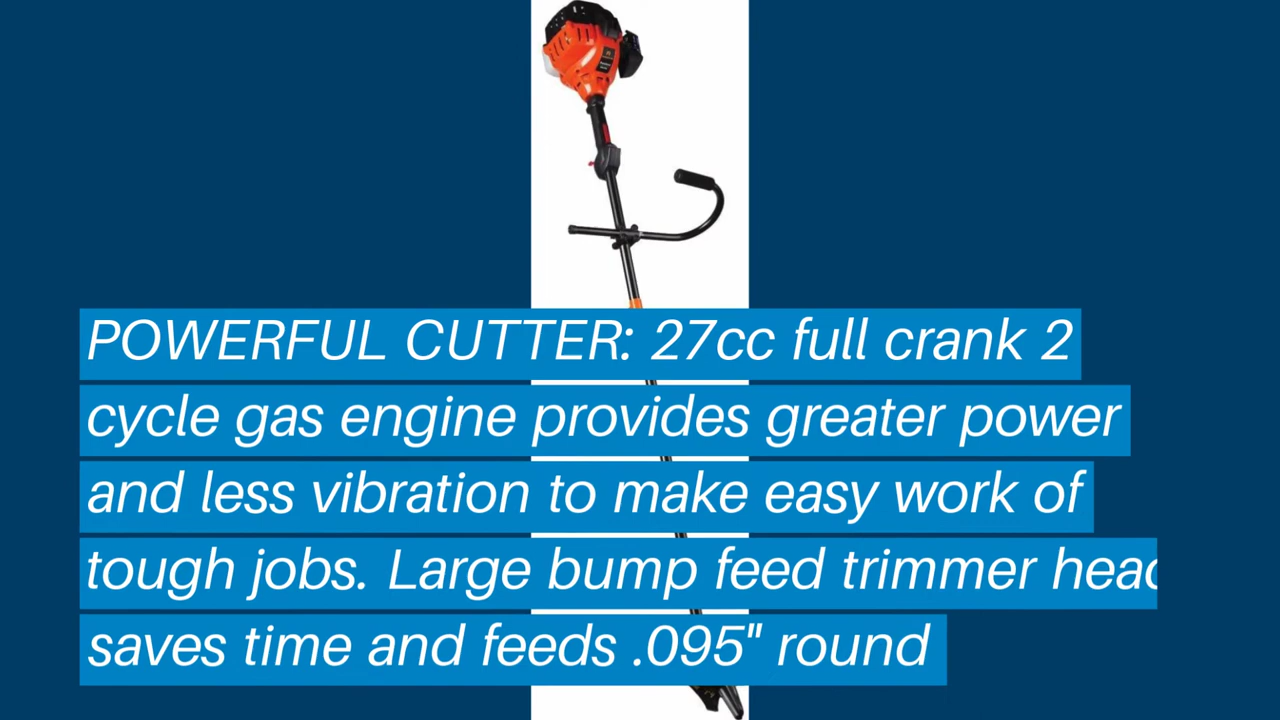 POWERFUL CUTTER: 27cc full crank 2
cycle gas engine provides greater power
and less vibration to make easy work of
tough jobs. Large bump feed trimmer head
saves time and feeds .095" round